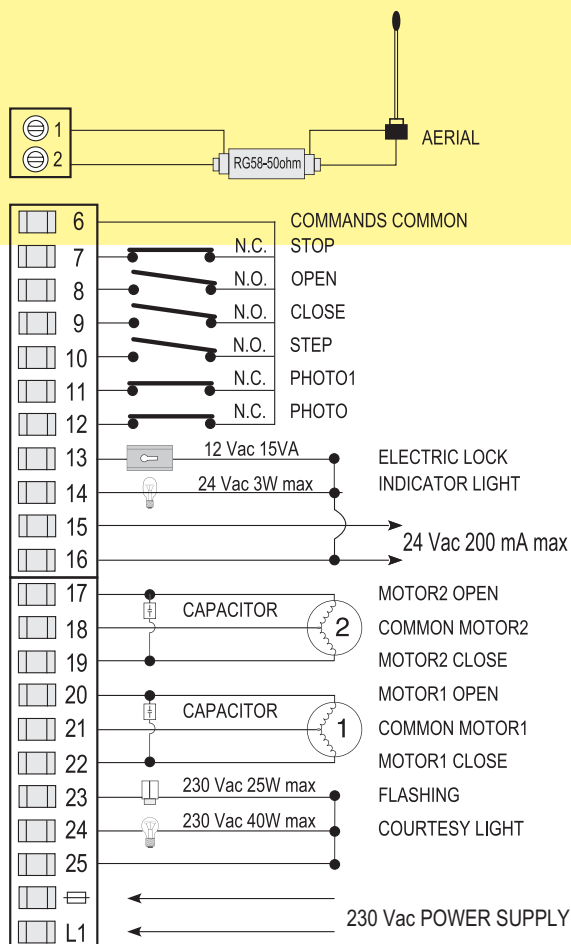 1
AERIAL
2
RG58-50ohm
6 COMMANDS COMMON
7 N.C. STOP
8 N.O. OPEN
9 N.O. CLOSE
10 N.O. STEP
11 N.C. PHOTO1
12 N.C. PHOTO
13 12 Vac 15VA ELECTRIC LOCK
14 24 Vac 3W max INDICATOR LIGHT
15
24 Vac 200 mA max
16
17 MOTOR2 OPEN
CAPACITOR
18 2 COMMON MOTOR2
19 MOTOR2 CLOSE
20 MOTOR1 OPEN
CAPACITOR
21 1 COMMON MOTOR1
22 MOTOR1 CLOSE
23 230 Vac 25W max FLASHING
24 230 Vac 40W max COURTESY LIGHT
25
230 Vac POWER SUPPLY
L1